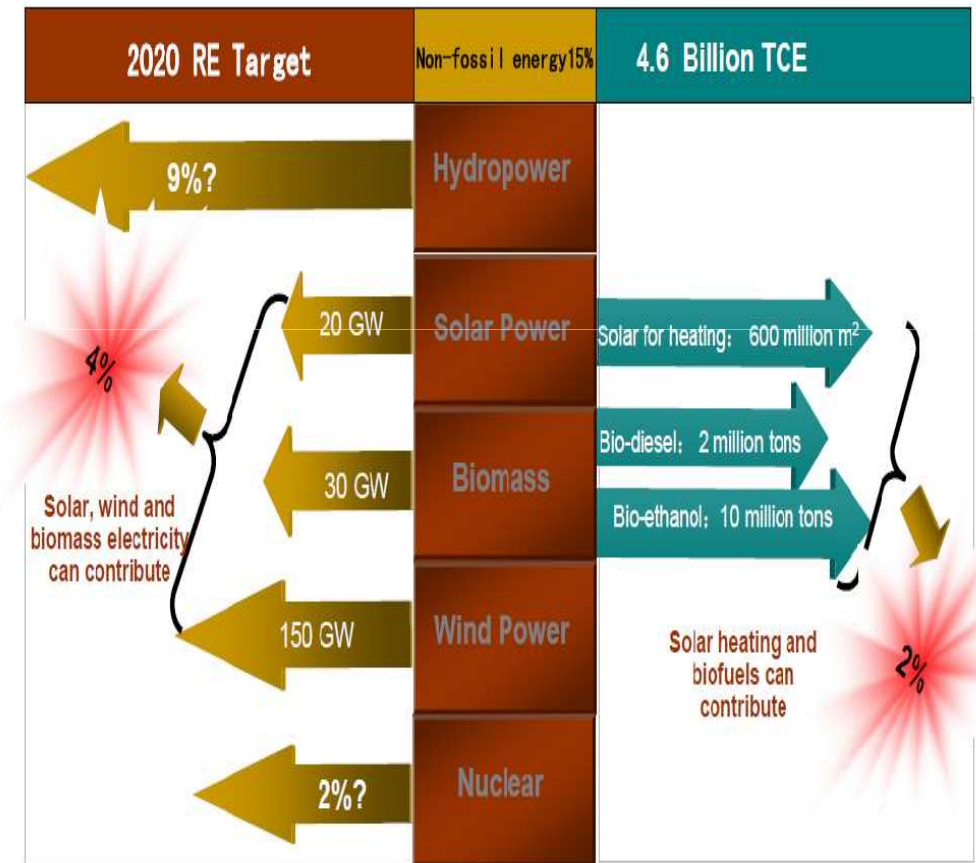 2020 RE Target
Non-fossil energy15%
4.6 Billion TCE
9%?
Hydropower
20 GW
Solar Power
Solar for heating: 600 million m²
4%
30 GW
Biomass
Bio-diesel: 2 million tons
Bio-ethanol: 10 million tons
Solar, wind and
biomass electricity
can contribute
150 GW
Wind Power
Solar heating and
biofuels can
contribute
2%
2%?
Nuclear